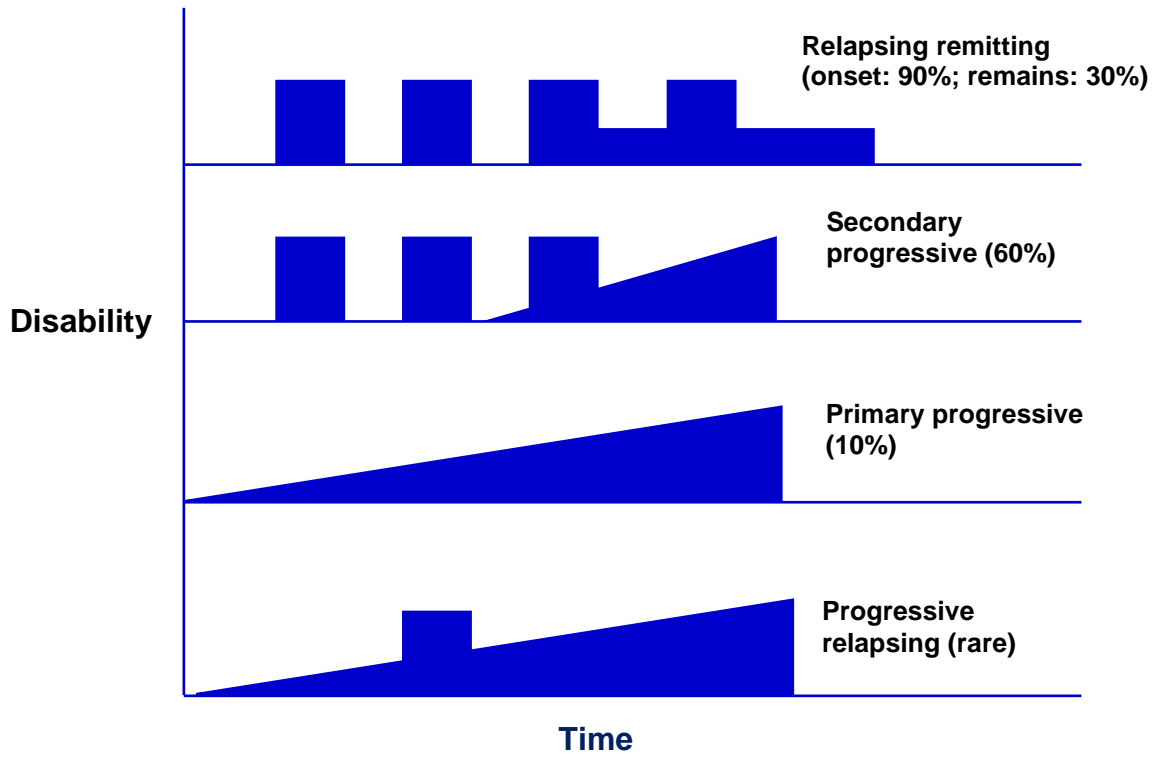 Relapsing remitting
(onset: 90%; remains: 30%)
Secondary
progressive (60%)
Disability
Primary progressive
(10%)
Progressive
relapsing (rare)
Time